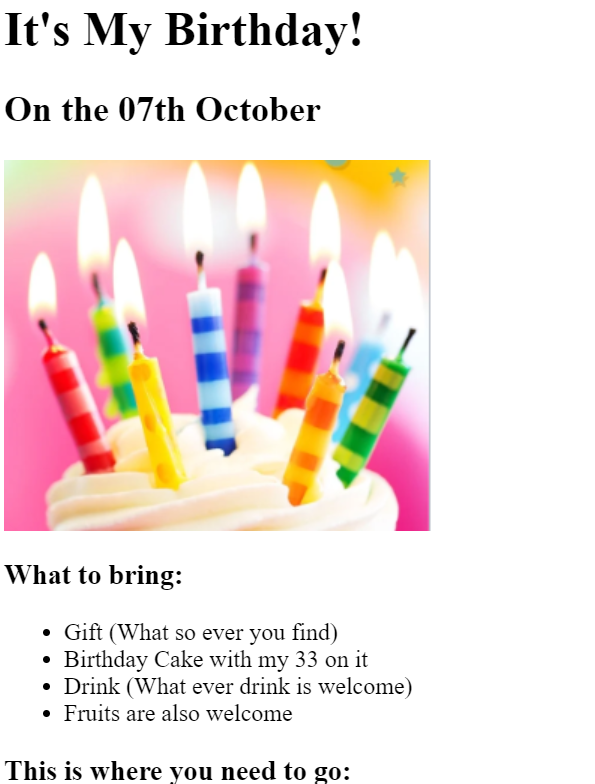 It's My Birthday!
On the 07th October
What to bring:
Gift (What so ever you find)
Birthday Cake with my 33 on it
Drink (What ever drink is welcome)
Fruits are also welcome
This is where you need to go: